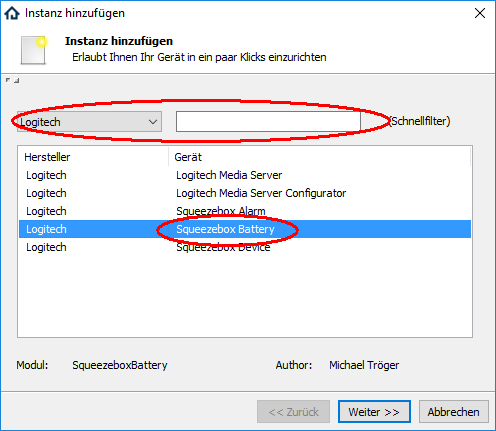 Instanz hinzufügen
Instanz hinzufügen
Erlaubt Ihnen Ihr Gerät in ein paar Klicks einzurichten
Logitech (Schnellfilter)
Hersteller Gerät
Logitech Logitech Media Server
Logitech Logitech Media Server Configurator
Logitech Squeezebox Alarm
Logitech Squeezebox Battery
Logitech Squeezebox Device
Modul: SqueezeboxBattery Author: Michael Tröger
<< Zurück Weiter >> Abbrechen